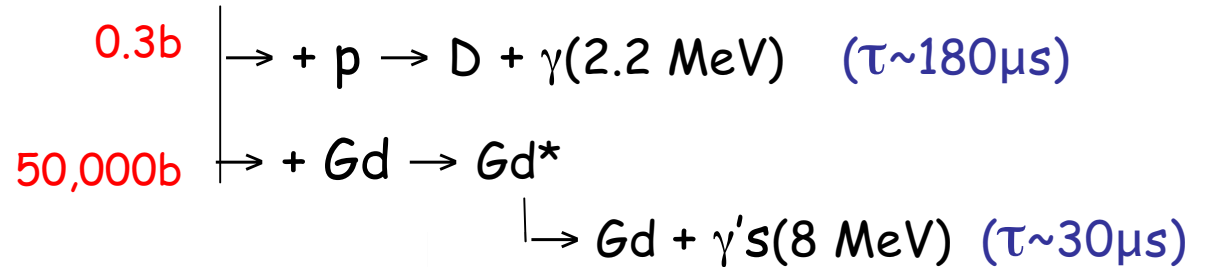 0.3b → + p → D + γ(2.2 MeV) (τ~180μs)
50,000b → + Gd → Gd*
→ Gd + γ's(8 MeV) (τ~30μs)